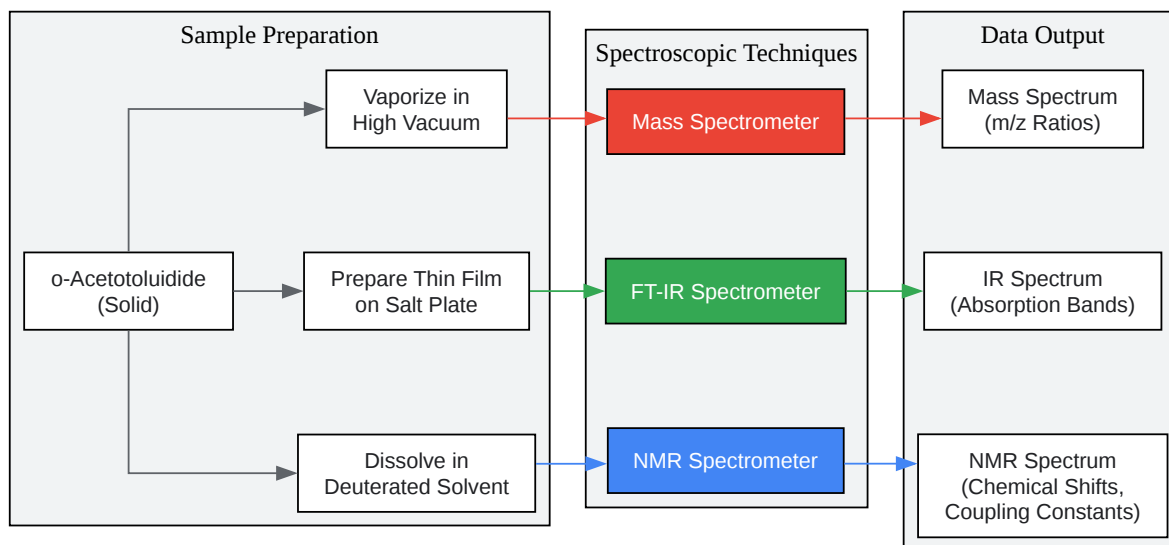 Sample Preparation
Spectroscopic Techniques
Data Output
Vaporize in
High Vacuum
Mass Spectrometer
Mass Spectrum
(m/z Ratios)
o-Acetotoluidide
(Solid)
Prepare Thin Film
on Salt Plate
FT-IR Spectrometer
IR Spectrum
(Absorption Bands)
Dissolve in
Deuterated Solvent
NMR Spectrometer
NMR Spectrum
(Chemical Shifts,
Coupling Constants)